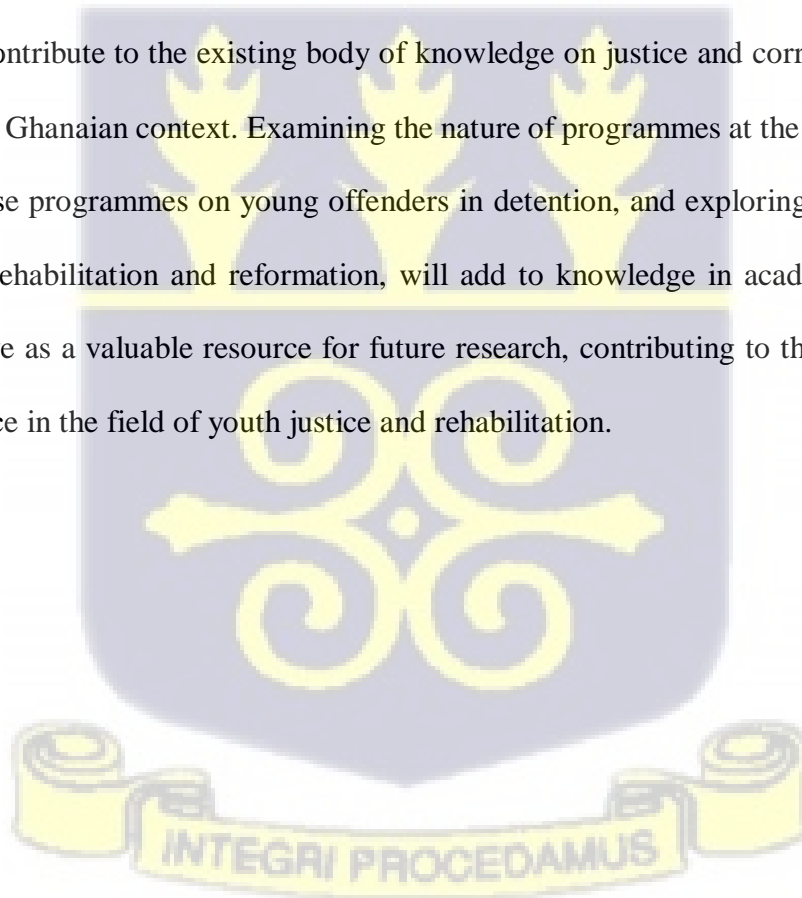 ontribute to the existing body of knowledge on justice and corr
Ghanaian context. Examining the nature of programmes at the
se programmes on young offenders in detention, and exploring
ehabilitation and reformation, will add to knowledge in acad
e as a valuable resource for future research, contributing to th
ce in the field of youth justice and rehabilitation.
INTEGRI PROCEDAMUS